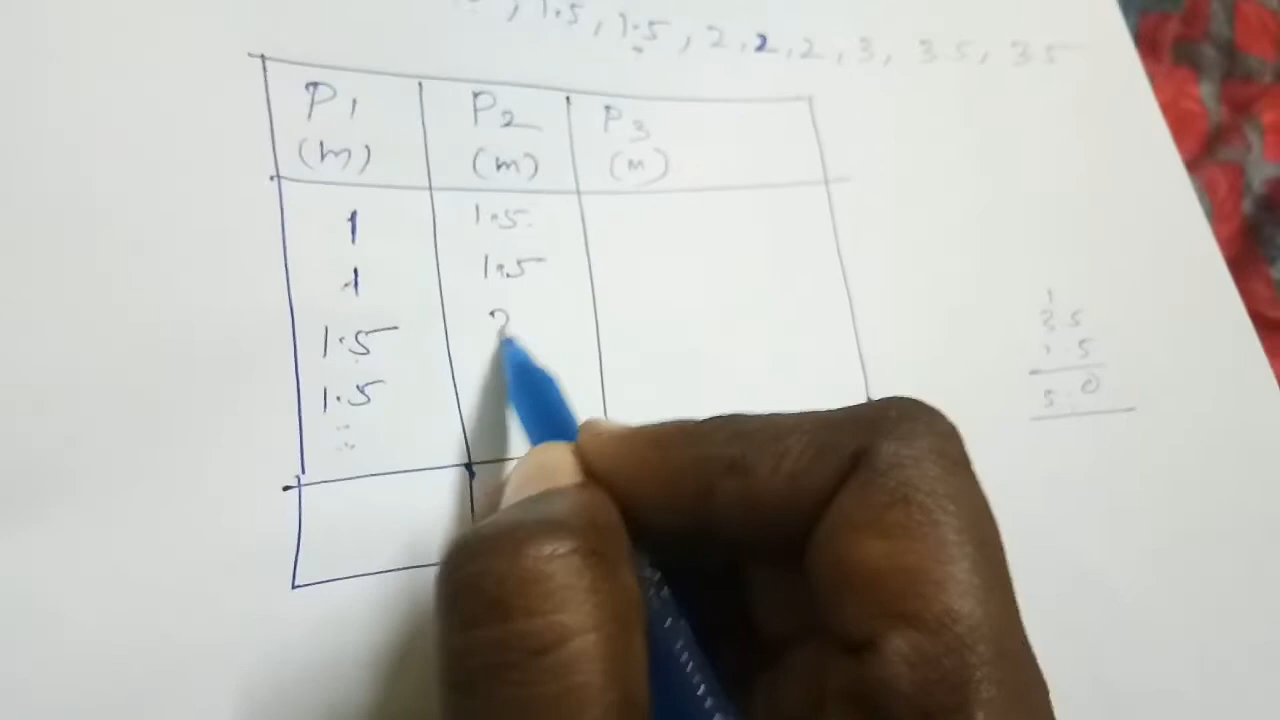 , 1.5, 1.5, 2, 2, 2, 3, 3.5, 3.5
P1 P2 P3
(m) (m) (m)
1 1.5
1 1.5
1.5 2
1.5
1
3.5
1.5
5.0